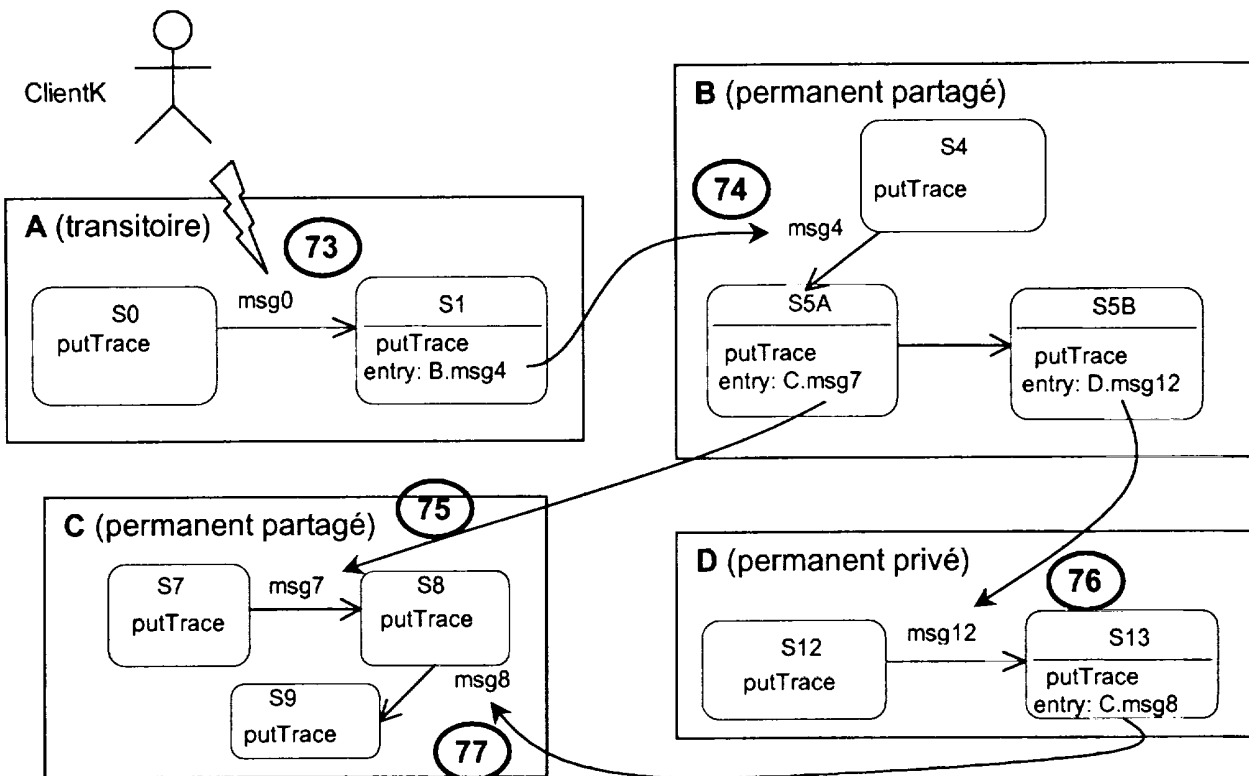 ClientK
A (transitoire)
73
msg0
S0
putTrace
S1
putTrace
entry: B.msg4
B (permanent partagé)
74
msg4
S4
putTrace
S5A
putTrace
entry: C.msg7
S5B
putTrace
entry: D.msg12
C (permanent partagé)
75
S7
putTrace
msg7
S8
putTrace
msg8
S9
putTrace
77
D (permanent privé)
76
S12
putTrace
msg12
S13
putTrace
entry: C.msg8